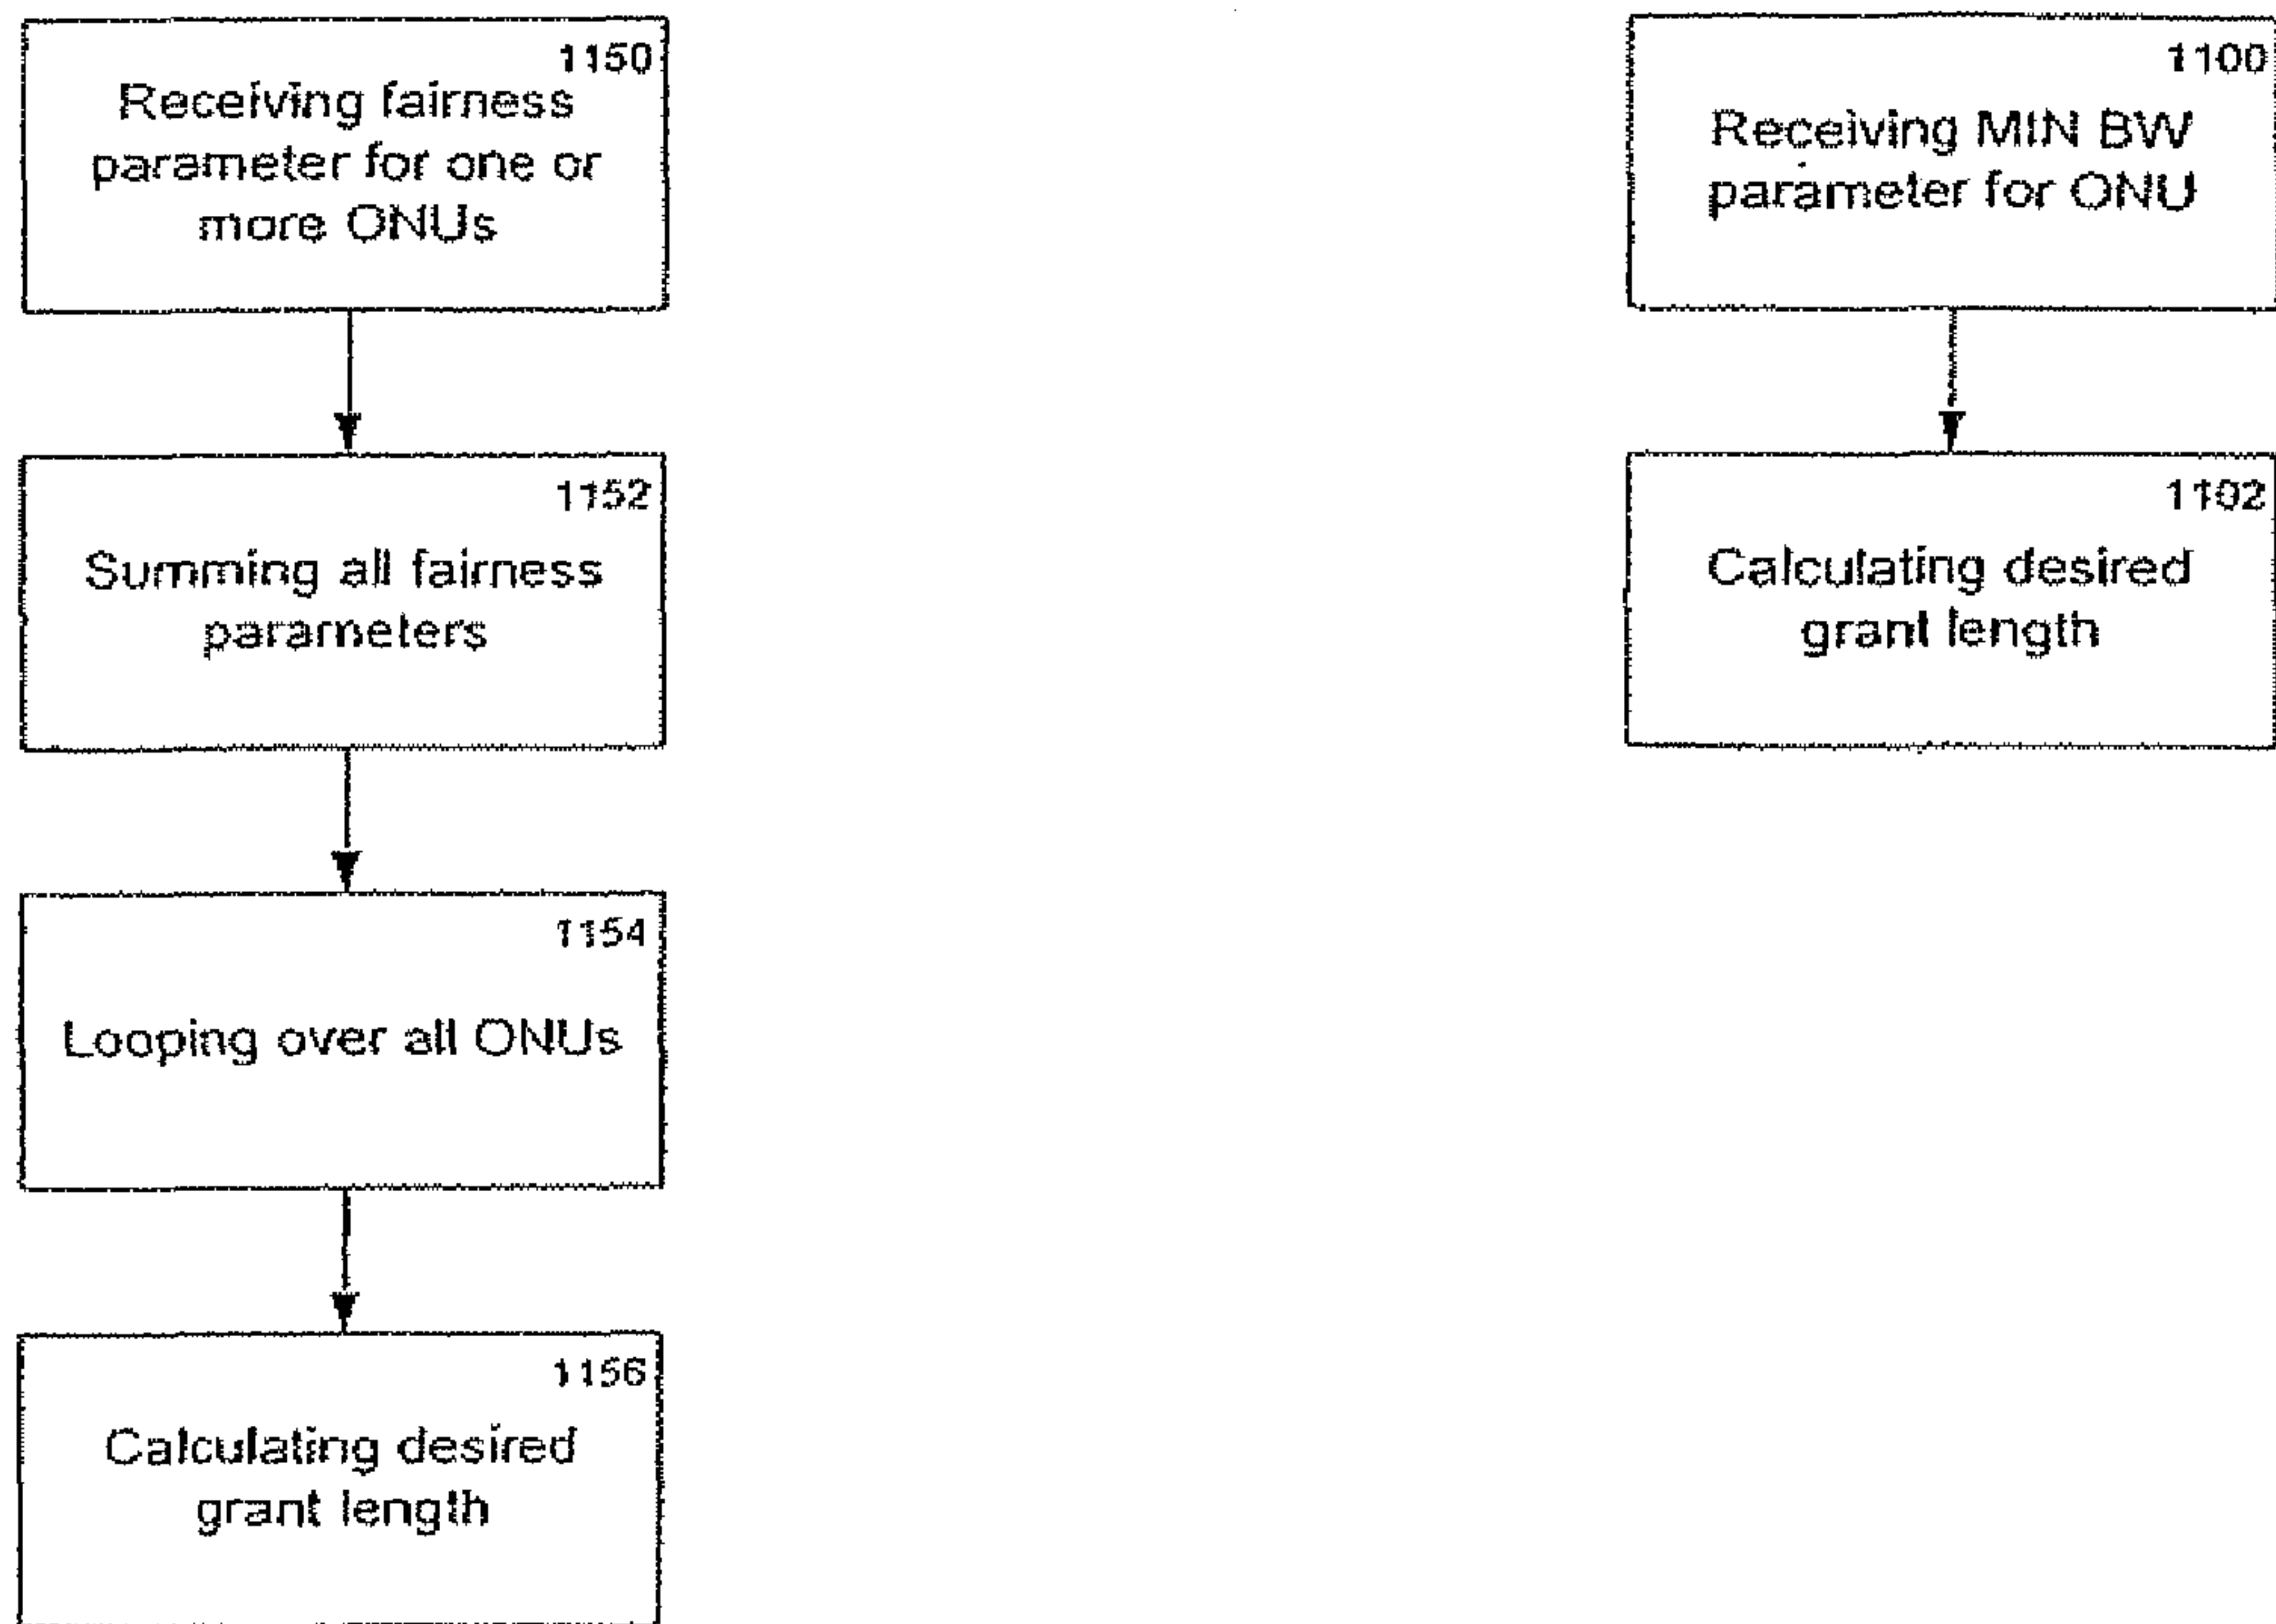 1150
Receiving fairness
parameter for one or
more ONUs
1152
Summing all fairness
parameters
1154
Looping over all ONUs
1156
Calculating desired
grant length
1100
Receiving MIN BW
parameter for ONU
1102
Calculating desired
grant length